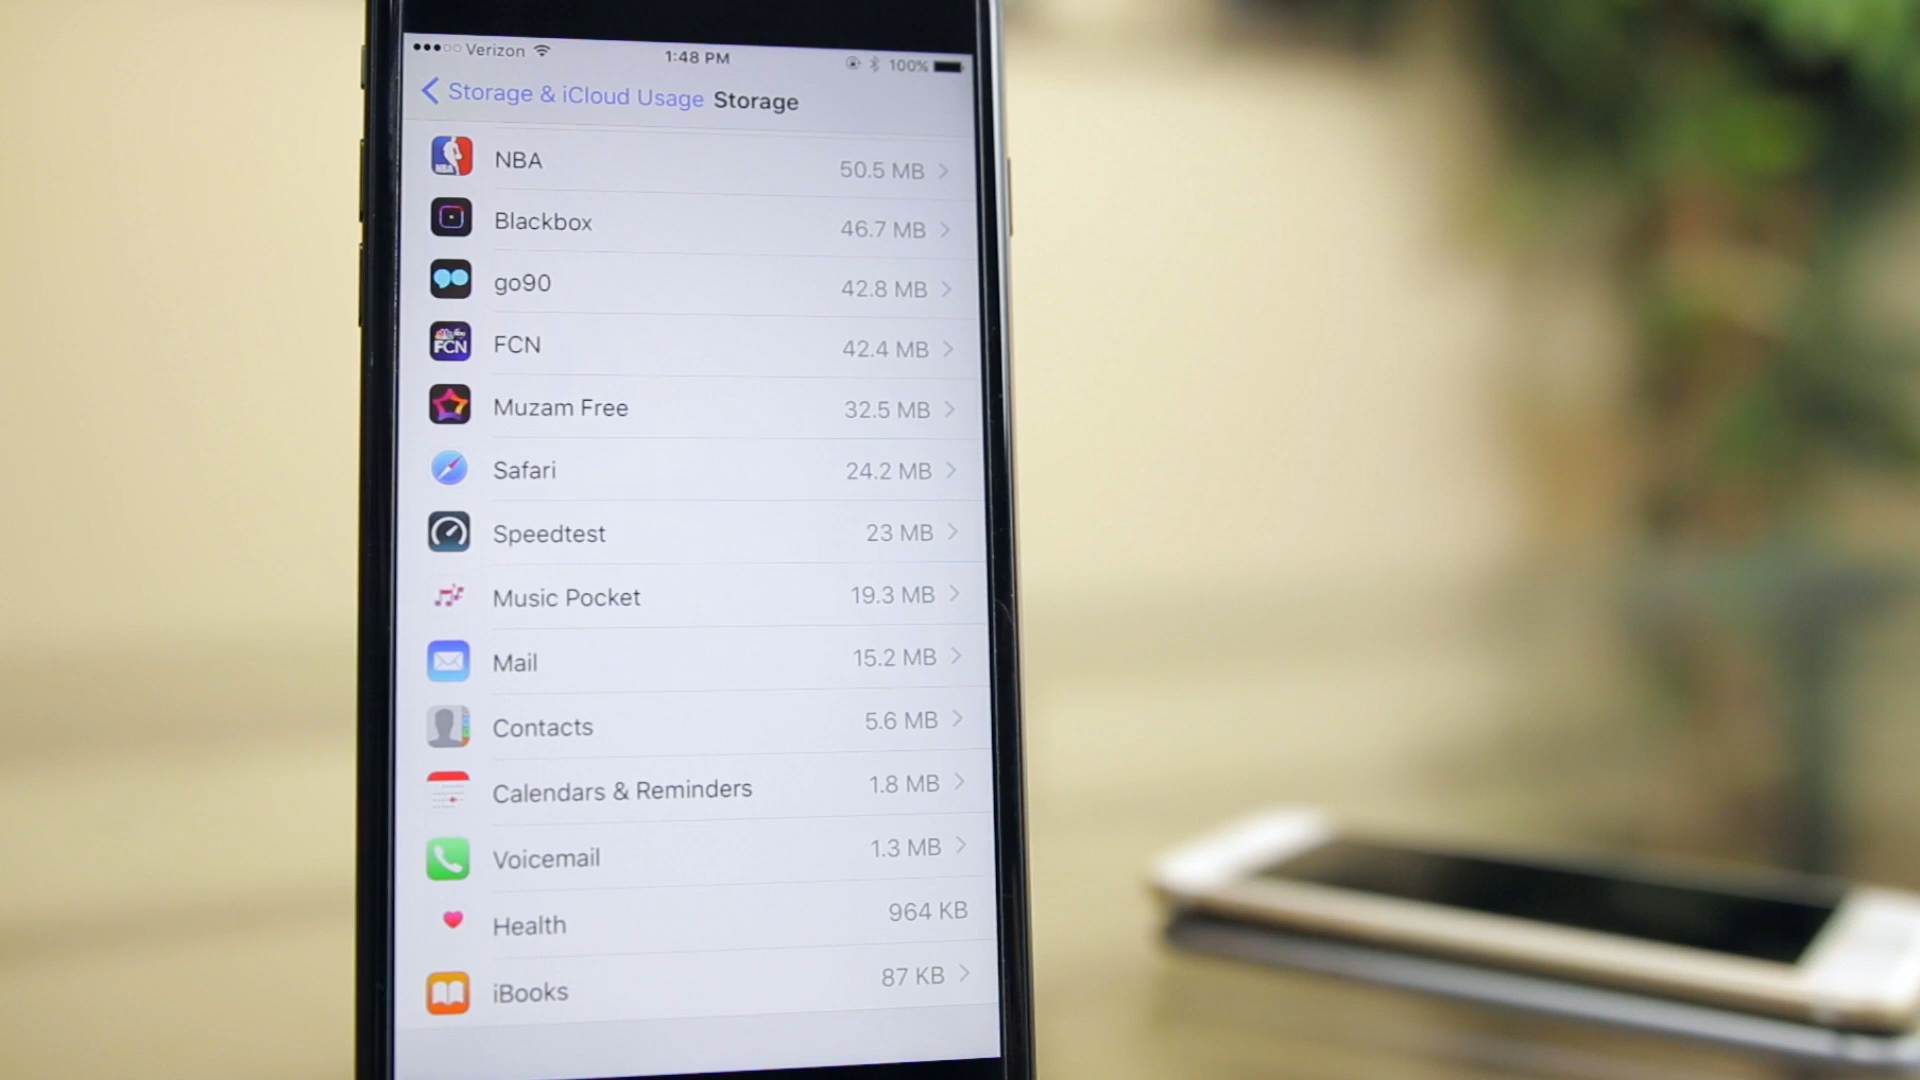 Verizon 1:48 PM 100%
Storage & iCloud Usage Storage
NBA 50.5 MB
Blackbox 46.7 MB
go90 42.8 MB
FCN FCN 42.4 MB
Muzam Free 32.5 MB
Safari 24.2 MB
Speedtest 23 MB
Music Pocket 19.3 MB
Mail 15.2 MB
Contacts 5.6 MB
Calendars & Reminders 1.8 MB
Voicemail 1.3 MB
Health 964 KB
iBooks 87 KB